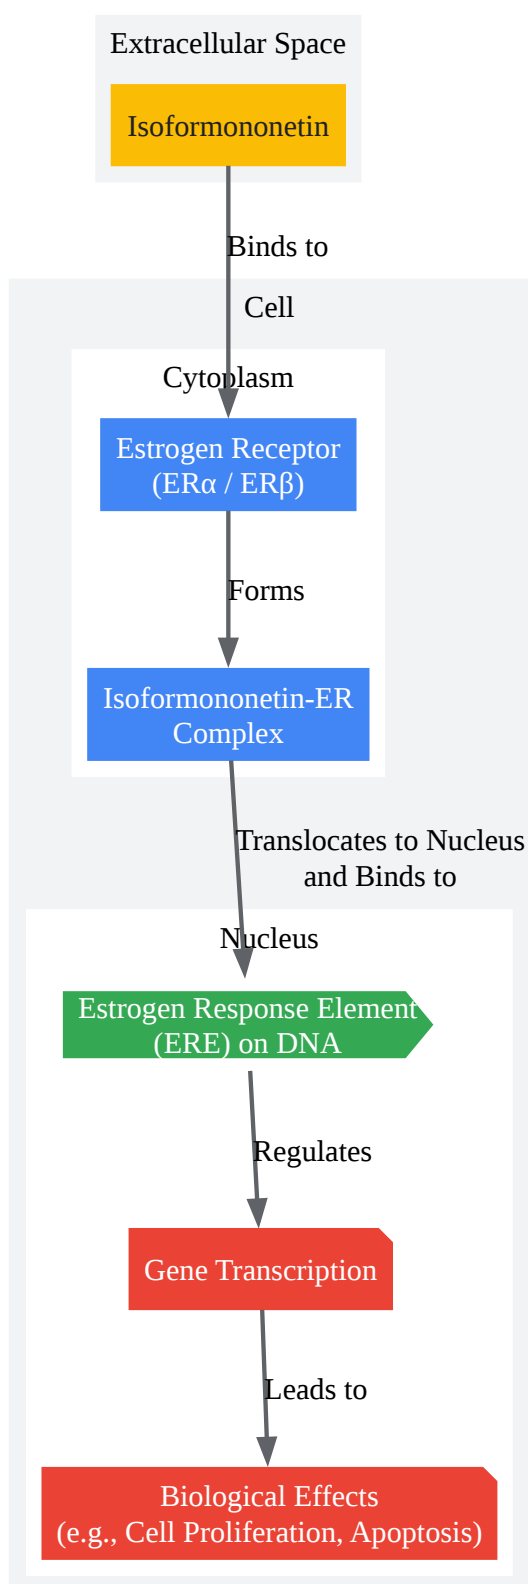 Extracellular Space
Isoformononetin
Binds to
Cell
Cytoplasm
Estrogen Receptor
(ERα / ERβ)
Forms
Isoformononetin-ER
Complex
Translocates to Nucleus
and Binds to
Nucleus
Estrogen Response Element
(ERE) on DNA
Regulates
Gene Transcription
Leads to
Biological Effects
(e.g., Cell Proliferation, Apoptosis)